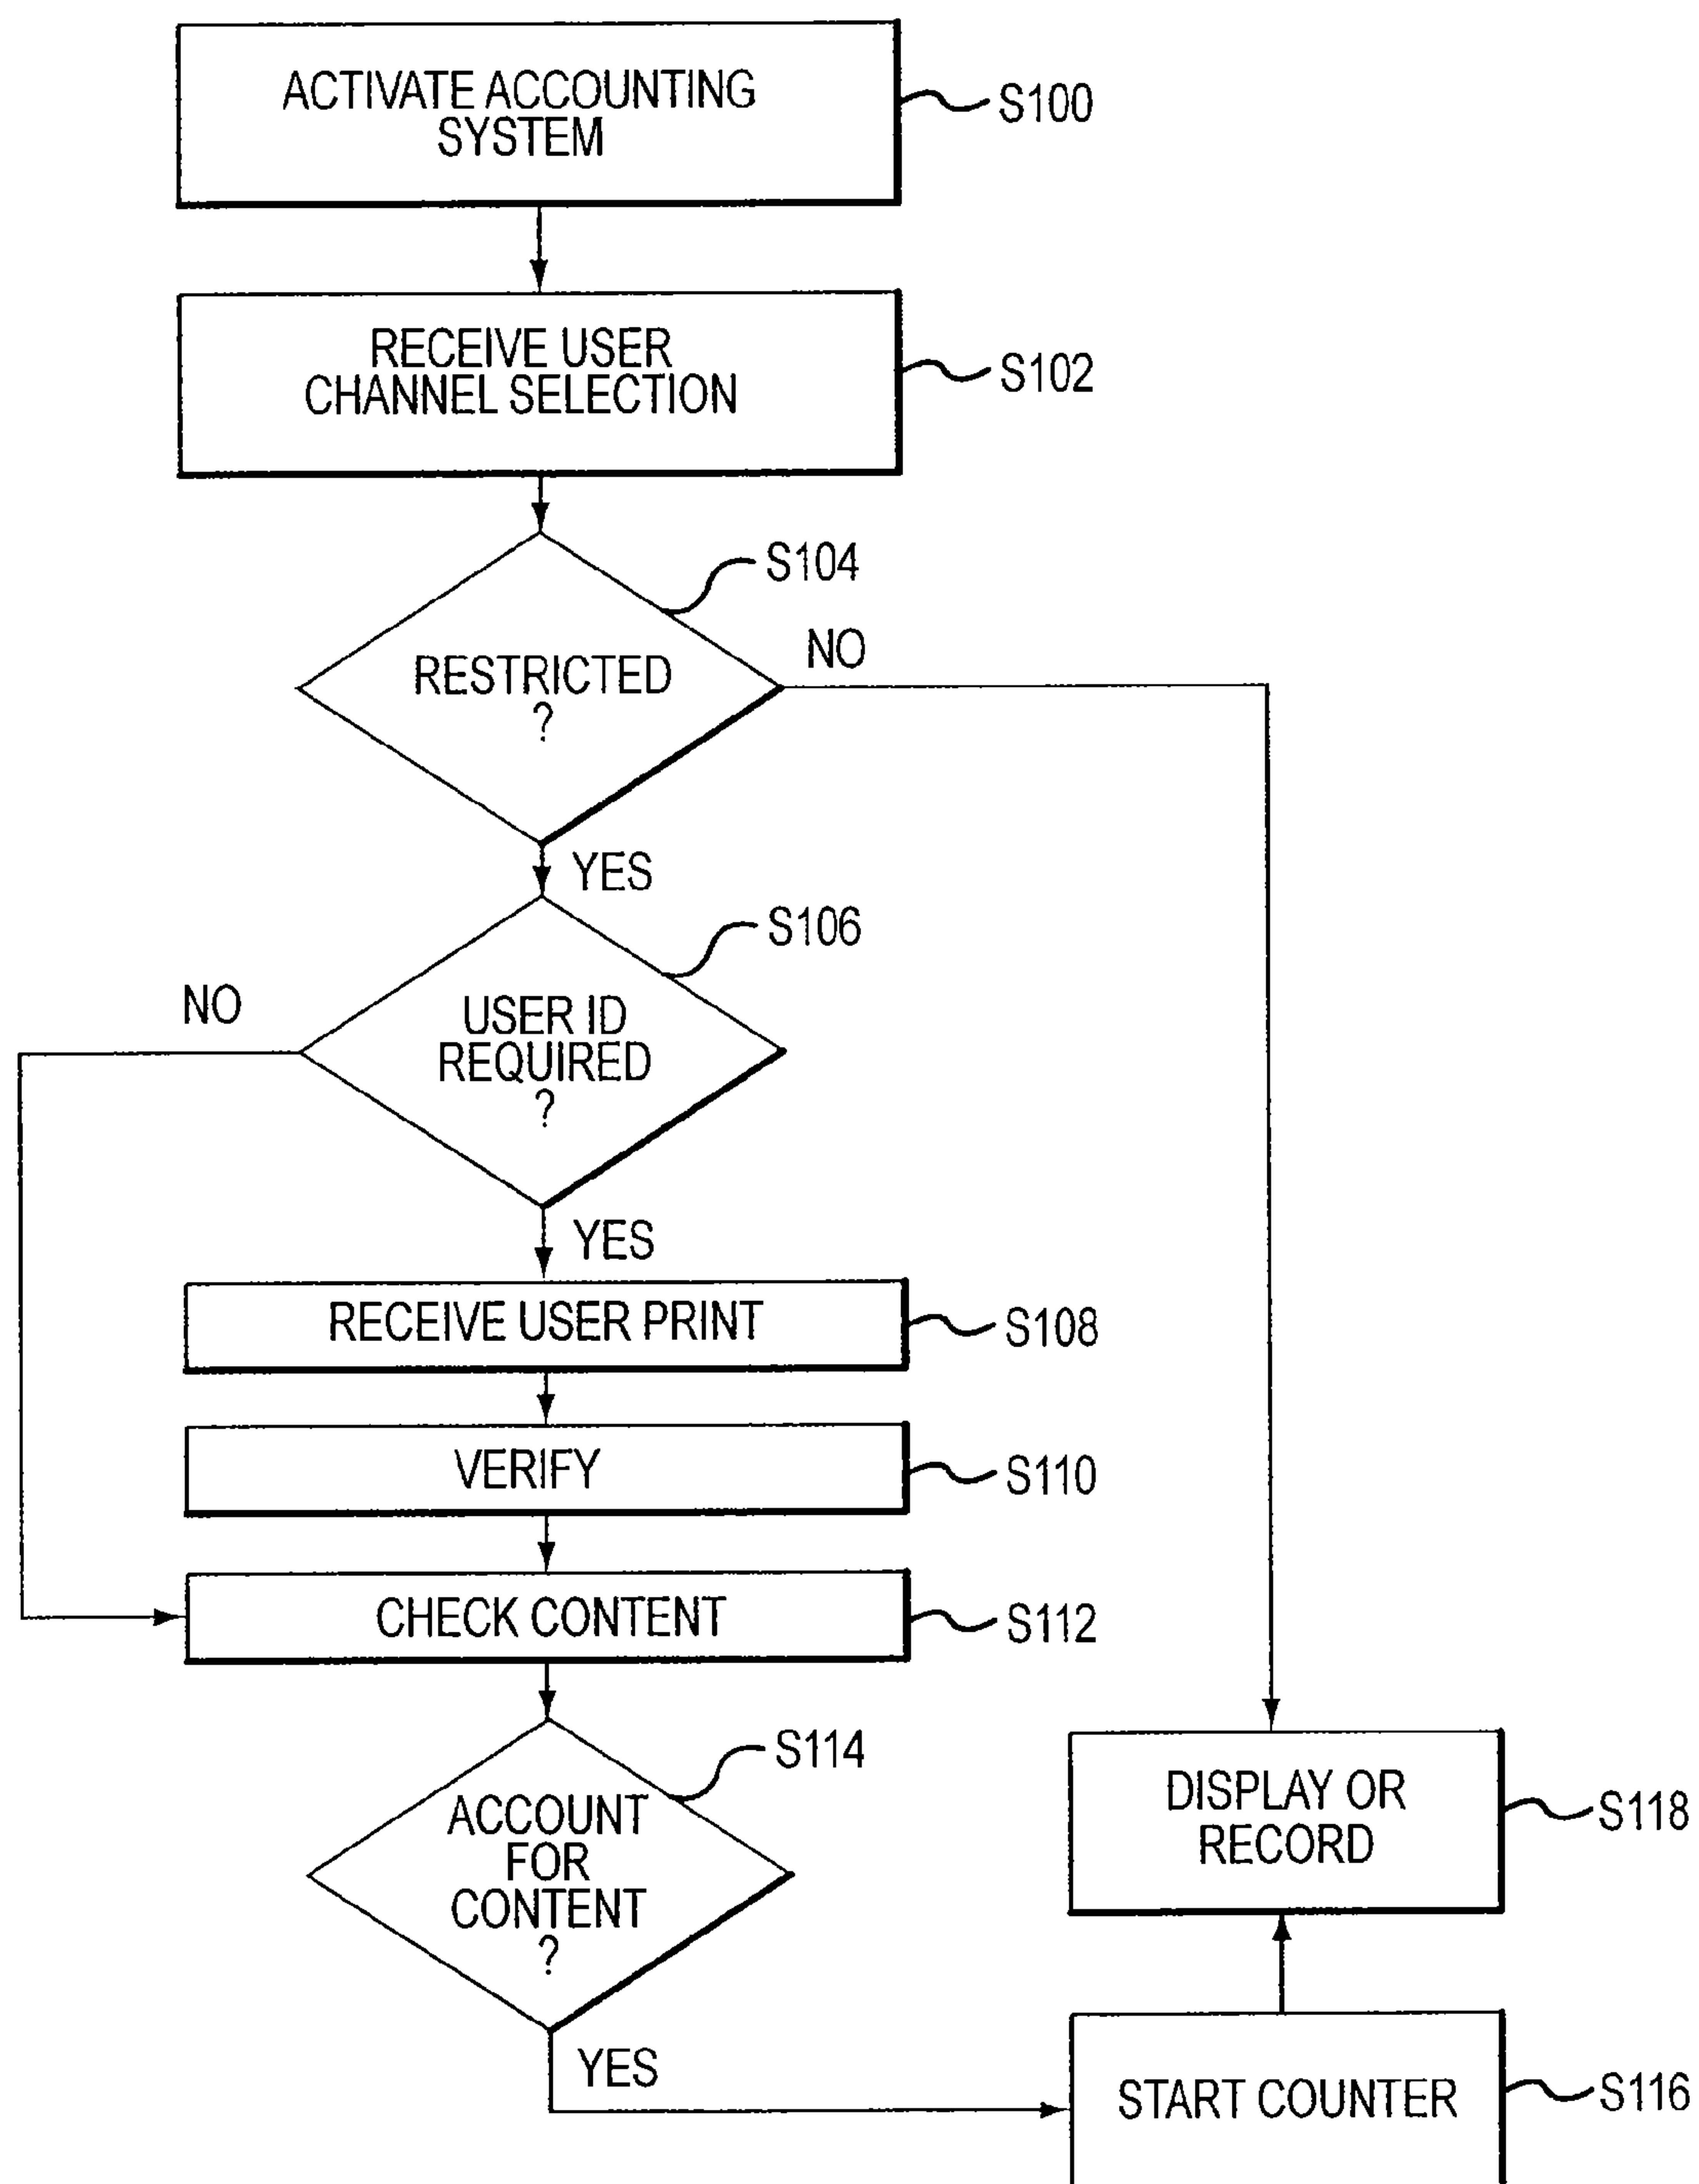 ACTIVATE ACCOUNTING
SYSTEM
S100
RECEIVE USER
CHANNEL SELECTION
S102
S104
RESTRICTED
?
NO
YES
S106
USER ID
REQUIRED
?
NO
YES
RECEIVE USER PRINT
S108
VERIFY
S110
CHECK CONTENT
S112
S114
ACCOUNT
FOR
CONTENT
?
YES
DISPLAY OR
RECORD
S118
START COUNTER
S116